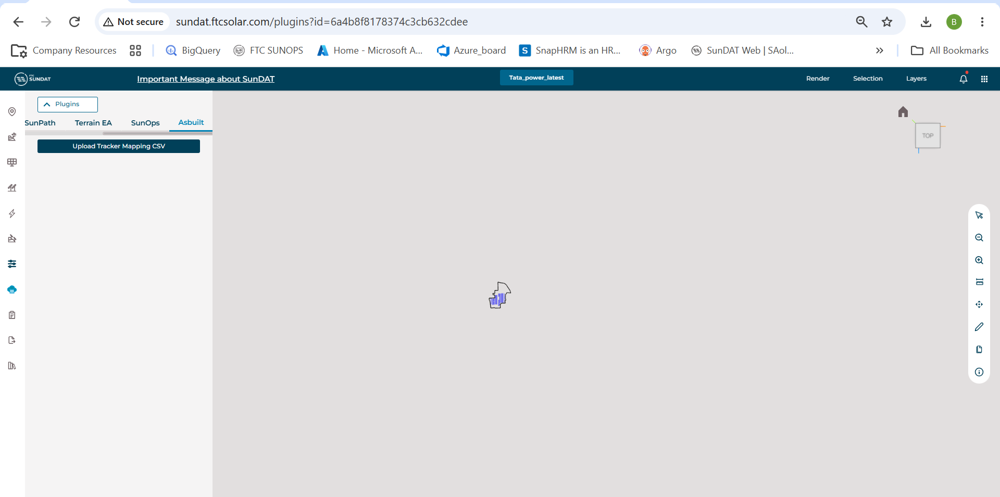 Not secure
sundat.ftcsolar.com/plugins?id=6a4b8f8178374c3cb632cdee
B
Company Resources
BigQuery
FTC SUNOPS
Home - Microsoft A...
Azure_board
S
SnapHRM is an HR...
Argo
SunDAT Web | SAol...
All Bookmarks
FTC
SUNDAT
Important Message about SunDAT
Tata_power_latest
Render
Selection
Layers
Plugins
SunPath
Terrain EA
SunOps
Asbuilt
Upload Tracker Mapping CSV
TOP